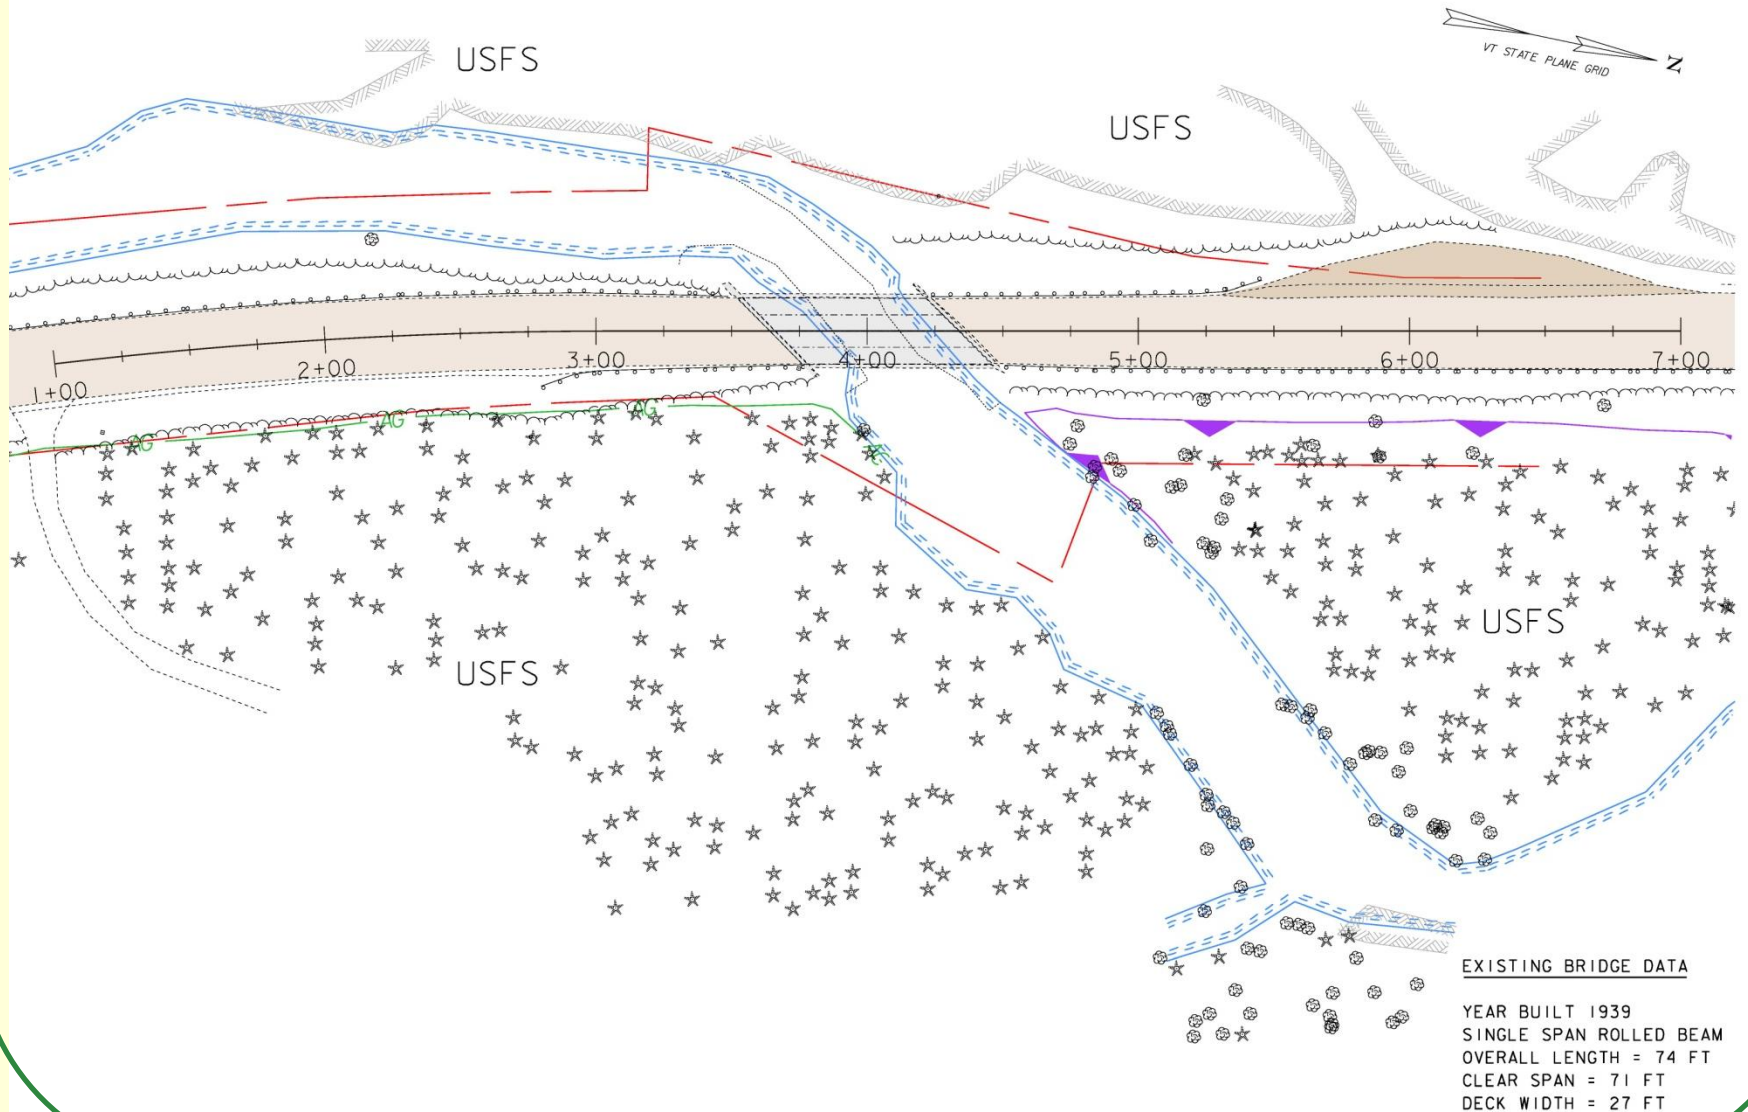 USFS
VT STATE PLANE GRID
N
USFS
1+00
2+00
3+00
4+00
5+00
6+00
7+00
AG
AG
AG
AG
USFS
USFS
EXISTING BRIDGE DATA
YEAR BUILT 1939
SINGLE SPAN ROLLED BEAM
OVERALL LENGTH = 74 FT
CLEAR SPAN = 71 FT
DECK WIDTH = 27 FT